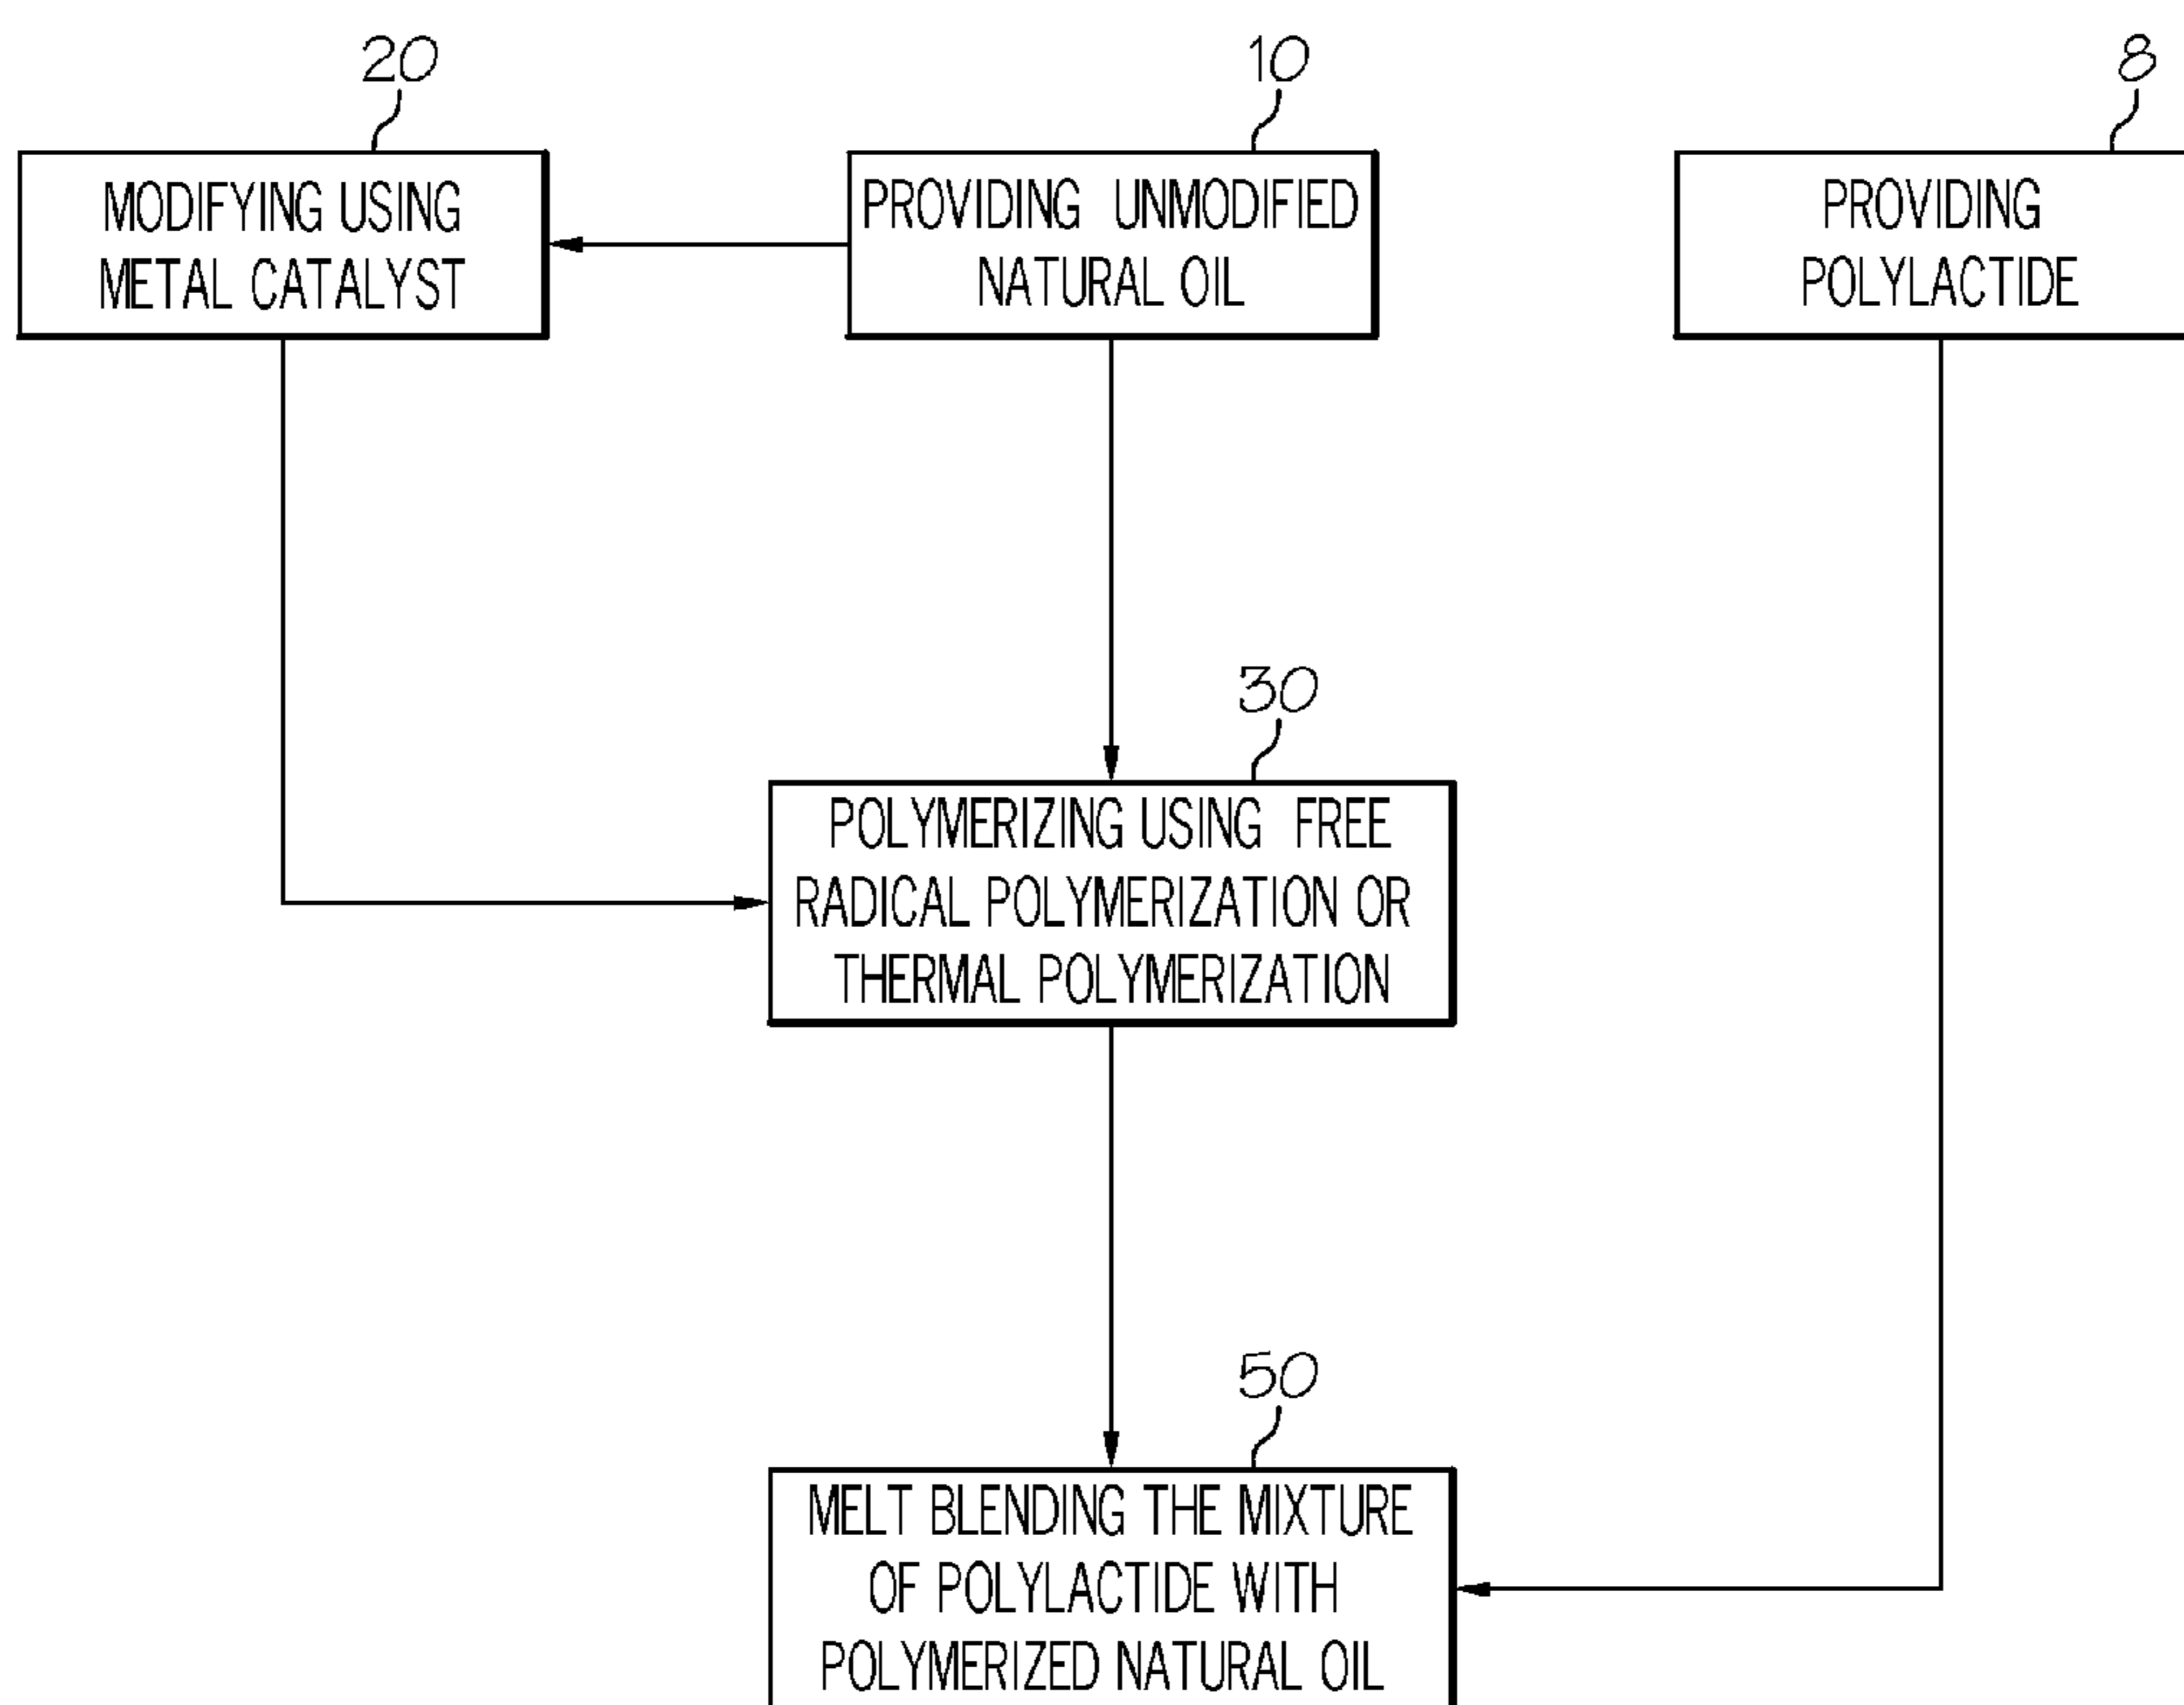 20
10
8
MODIFYING USING
METAL CATALYST
PROVIDING UNMODIFIED
NATURAL OIL
PROVIDING
POLYLACTIDE
30
POLYMERIZING USING FREE
RADICAL POLYMERIZATION OR
THERMAL POLYMERIZATION
50
MELT BLENDING THE MIXTURE
OF POLYLACTIDE WITH
POLYMERIZED NATURAL OIL